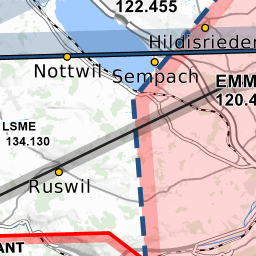 122.455
Hildisrieden
Nottwil
Sempach
EMM
120.4
LSME
134.130
Ruswil
ANT